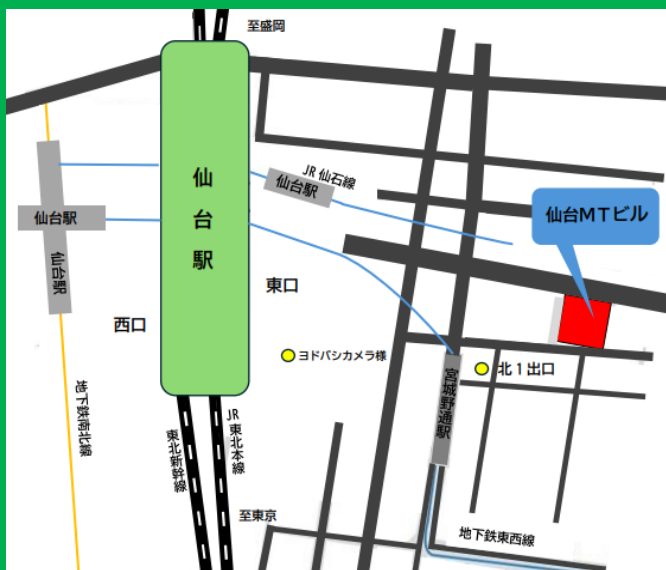 至盛岡
仙台駅
JR 仙石線
仙台駅
仙台MTビル
仙台駅
仙台駅
東口
西口
ヨドバシカメラ様
北1出口
宮城野通駅
地下鉄南北線
東北新幹線
JR 東北本線
至東京
地下鉄東西線